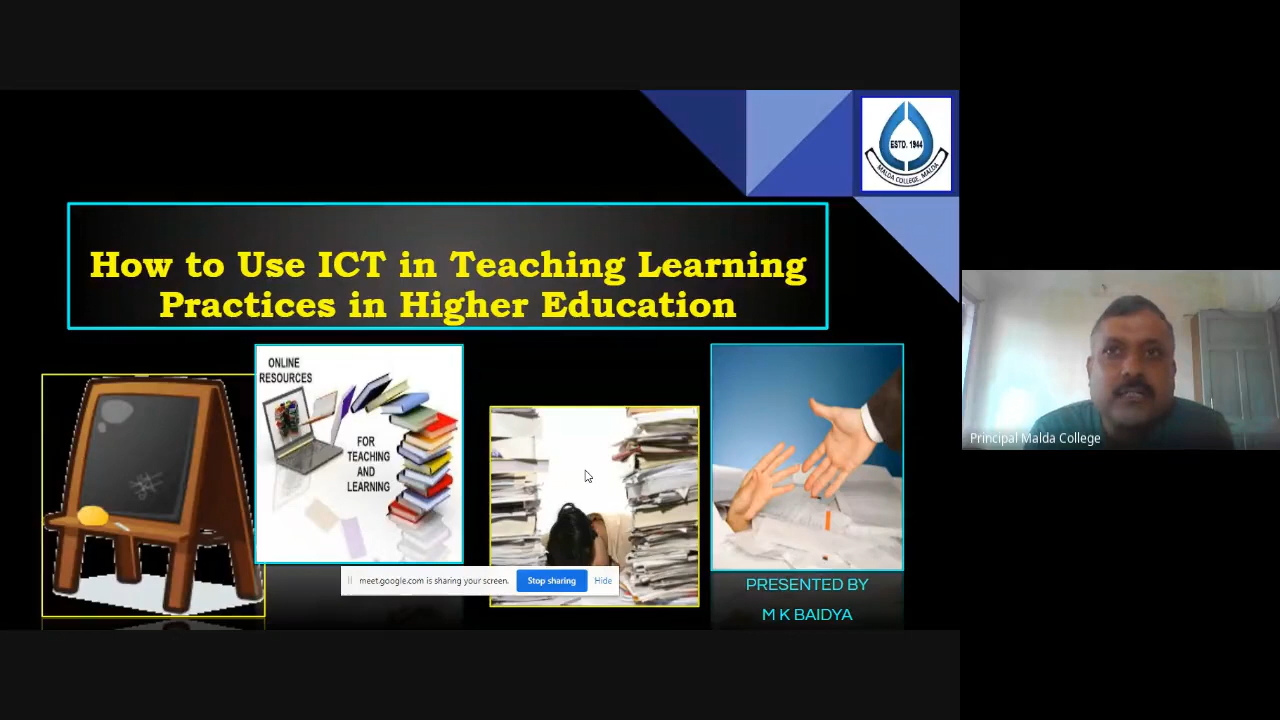 ESTD. 1944
MALDA COLLEGE, MALDA
How to Use ICT in Teaching Learning
Practices in Higher Education
ONLINE
RESOURCES
FOR
TEACHING
AND
LEARNING
meet.google.com is sharing your screen.
Stop sharing
Hide
PRESENTED BY
M K BAIDYA
Principal Malda College